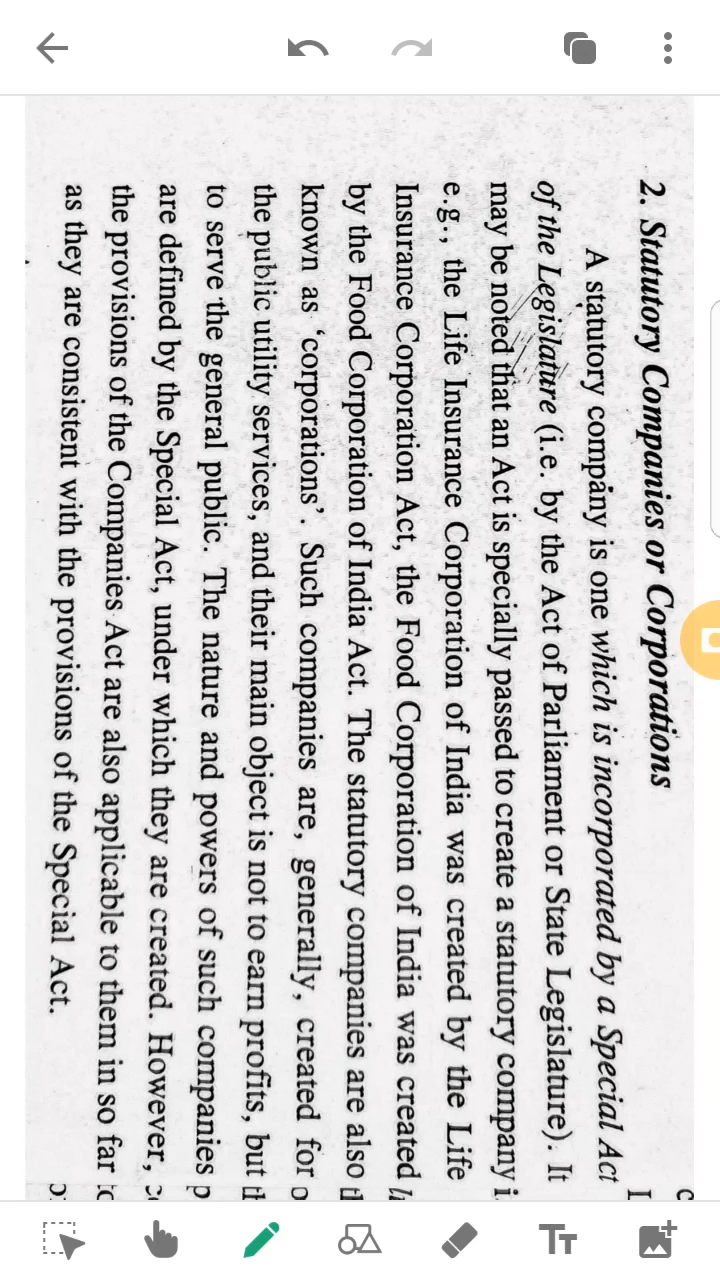 2. Statutory Companies or Corporations
A statutory company is one which is incorporated by a Special Act
of the Legislature (i.e. by the Act of Parliament or State Legislature). It
may be noted that an Act is specially passed to create a statutory company
e.g., the Life Insurance Corporation of India was created by the Life
Insurance Corporation Act, the Food Corporation of India was created
by the Food Corporation of India Act. The statutory companies are also
known as ‘corporations’. Such companies are, generally, created for
the public utility services, and their main object is not to earn profits, but
to serve the general public. The nature and powers of such companies
are defined by the Special Act, under which they are created. However,
the provisions of the Companies Act are also applicable to them in so far
as they are consistent with the provisions of the Special Act.
TT